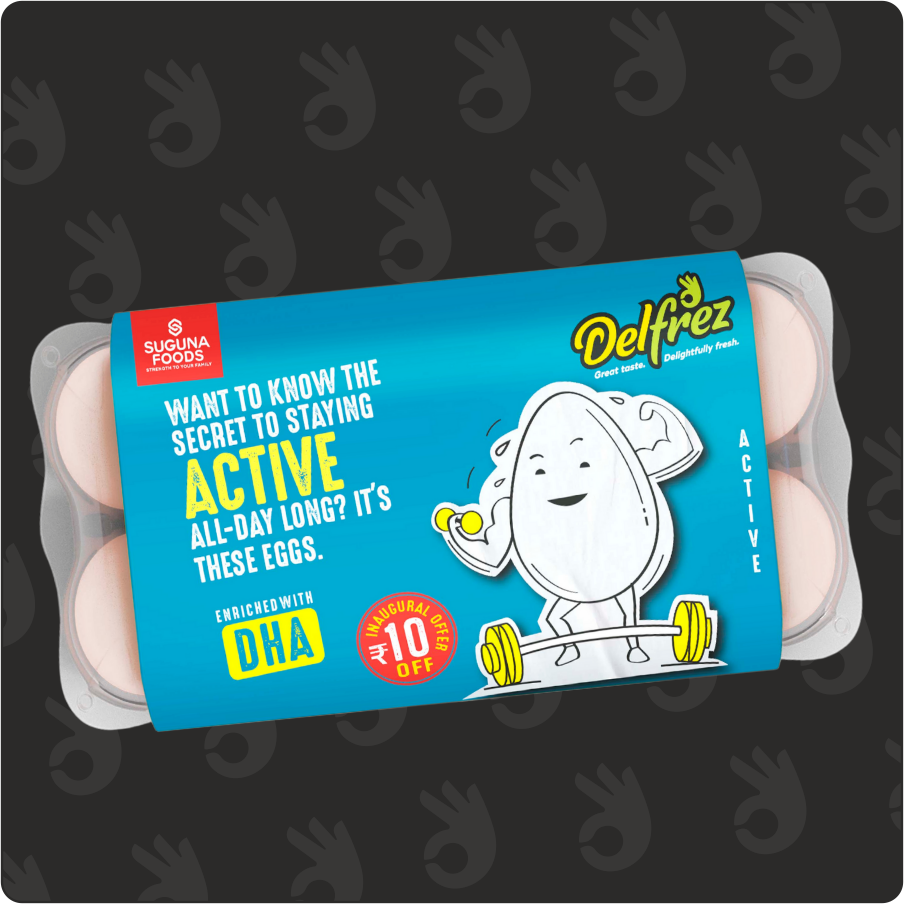 SUGUNA
FOODS
STRENGTH TO YOUR FAMILY
Delfrez
Great taste. Delightfully fresh.
WANT TO KNOW THE
SECRET TO STAYING
ACTIVE
ALL-DAY LONG? IT'S
THESE EGGS.
ENRICHED WITH
DHA
INAUGURAL OFFER
₹10
OFF
ACTIVE